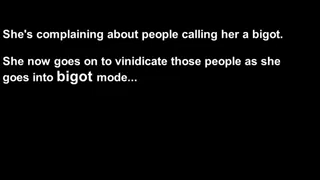 She's complaining about people calling her a bigot.
She now goes on to vinidicate those people as she
goes into bigot mode...